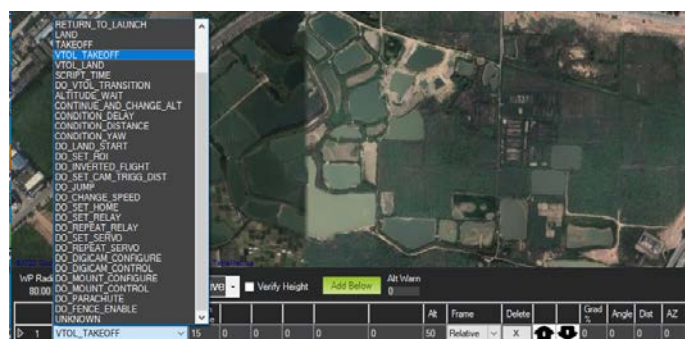 RETURN_TO_LAUNCH
LAND
TAKEOFF
VTOL_TAKEOFF
VTOL_LAND
SCRIPT_TIME
DO_VTOL_TRANSITION
ALTITUDE_WAIT
CONTINUE_AND_CHANGE_ALT
CONDITION_DELAY
CONDITION_DISTANCE
CONDITION_YAW
DO_LAND_START
DO_SET_ROI
DO_INVERTED_FLIGHT
DO_SET_CAM_TRIGG_DIST
DO_JUMP
DO_CHANGE_SPEED
DO_SET_HOME
DO_SET_RELAY
DO_REPEAT_RELAY
DO_SET_SERVO
DO_REPEAT_SERVO
DO_DIGICAM_CONFIGURE
DO_DIGICAM_CONTROL
DO_MOUNT_CONFIGURE
DO_MOUNT_CONTROL
DO_PARACHUTE
DO_FENCE_ENABLE
UNKNOWN
WP Radi
80.00
ve Verify Height Add Below Alt Warn
0
Alt Frame Delete Grad % Angle Dist AZ
1 VTOL_TAKEOFF 15 0 0 0 0 50 Relative X 0 0 0 0